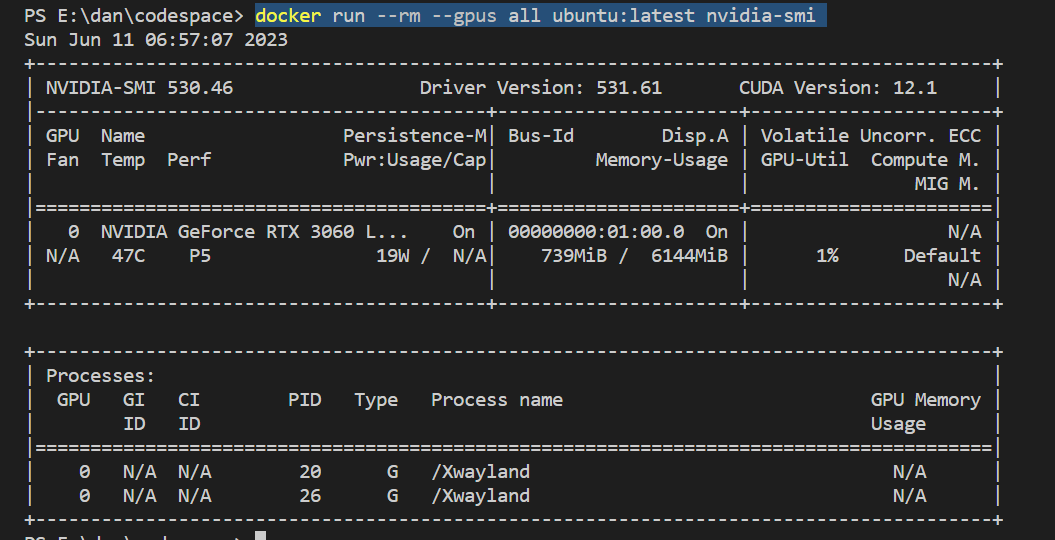 PS E:\dan\codespace> docker run --rm --gpus all ubuntu:latest nvidia-smi
Sun Jun 11 06:57:07 2023
+---------------------------------------------------------------------------------------+
| NVIDIA-SMI 530.46                 Driver Version: 531.61       CUDA Version: 12.1     |
|-----------------------------------------+----------------------+----------------------+
| GPU  Name                  Persistence-M| Bus-Id        Disp.A | Volatile Uncorr. ECC |
| Fan  Temp  Perf            Pwr:Usage/Cap|         Memory-Usage | GPU-Util  Compute M. |
|                                         |                      |               MIG M. |
|=========================================+======================+======================|
|   0  NVIDIA GeForce RTX 3060 L...    On | 00000000:01:00.0  On |                  N/A |
| N/A   47C    P5                19W /  N/A|    739MiB /  6144MiB |      1%      Default |
|                                         |                      |                  N/A |
+-----------------------------------------+----------------------+----------------------+
+---------------------------------------------------------------------------------------+
| Processes:                                                                            |
|  GPU   GI   CI        PID   Type   Process name                            GPU Memory |
|        ID   ID                                                             Usage      |
|=======================================================================================|
|    0   N/A  N/A        20      G   /Xwayland                                 N/A      |
|    0   N/A  N/A        26      G   /Xwayland                                 N/A      |
+---------------------------------------------------------------------------------------+
PS E:\dan\codespace>